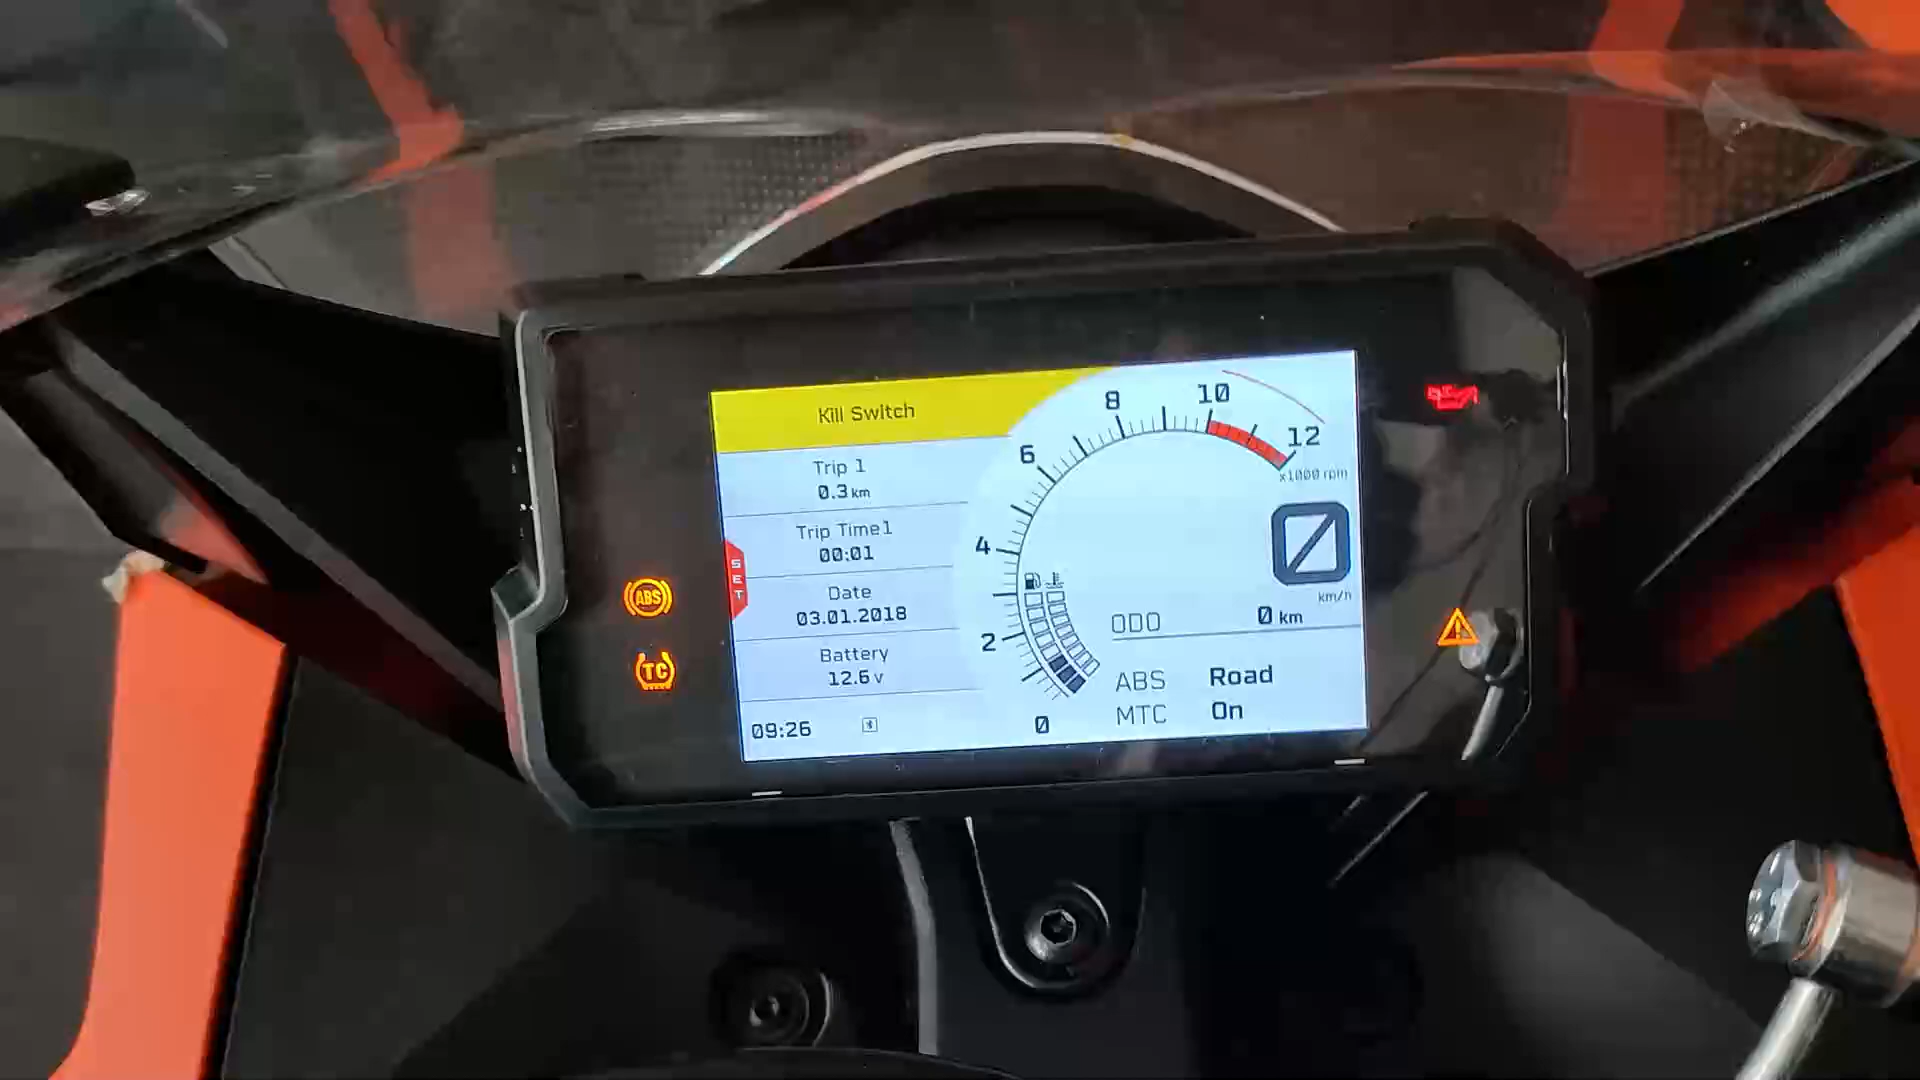 Kill Switch
Trip 1
0.3 km
Trip Time1
00:01
Date
03.01.2018
Battery
12.6 v
09:26
SET
0
2
4
6
8
10
12
x1000 rpm
0
km/h
ODO 0 km
ABS Road
MTC On
ABS
TC